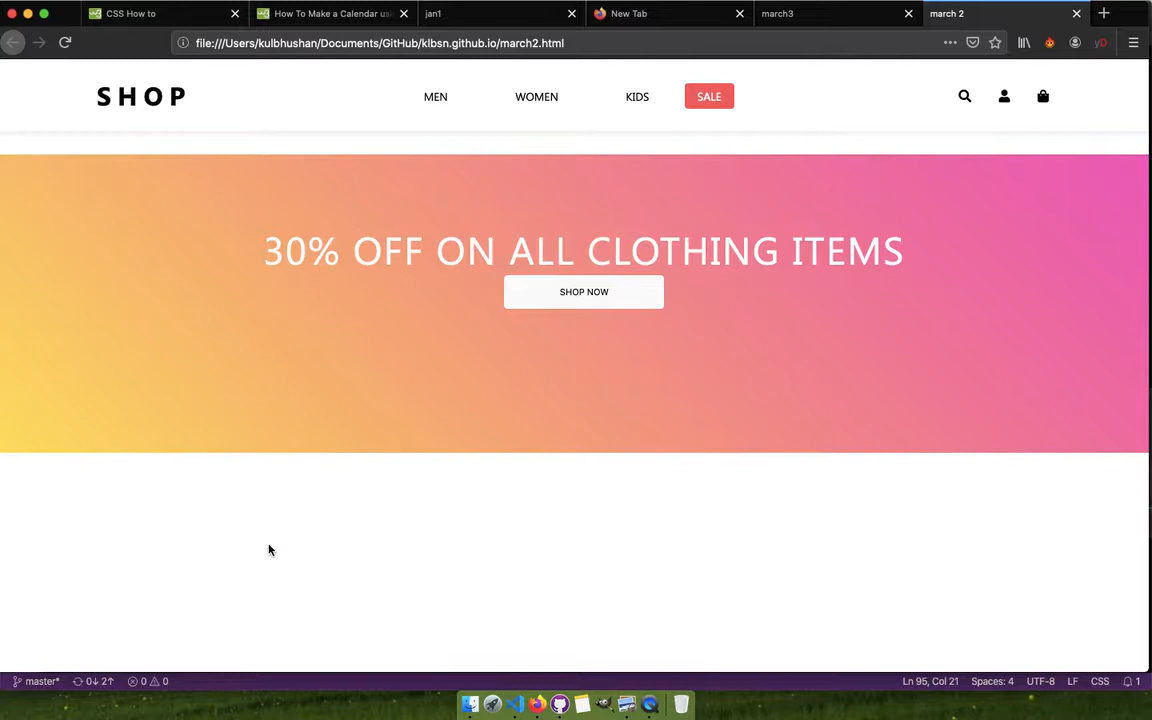 CSS How to
How To Make a Calendar us
jan1
New Tab
march3
march 2
file:///Users/kulbhushan/Documents/GitHub/klbsn.github.io/march2.html
SHOP
MEN
WOMEN
KIDS
SALE
30% OFF ON ALL CLOTHING ITEMS
SHOP NOW
master*
0↓ 2↑
0
0
Ln 95, Col 21
Spaces: 4
UTF-8
LF
CSS
1